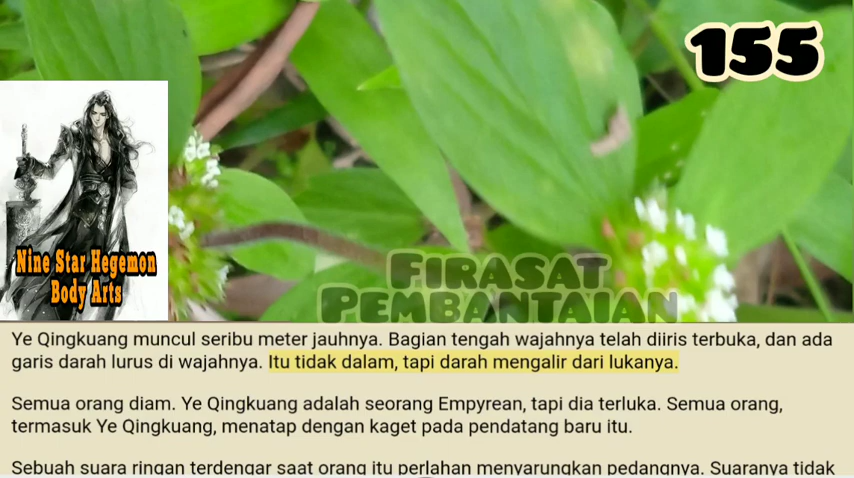 155
Nine Star Hegemon
Body Arts
FIRASAT
PEMBANTAIAN
Ye Qingkuang muncul seribu meter jauhnya. Bagian tengah wajahnya telah diiris terbuka, dan ada
garis darah lurus di wajahnya. Itu tidak dalam, tapi darah mengalir dari lukanya.
Semua orang diam. Ye Qingkuang adalah seorang Empyrean, tapi dia terluka. Semua orang,
termasuk Ye Qingkuang, menatap dengan kaget pada pendatang baru itu.
Sebuah suara ringan terdengar saat orang itu perlahan menyarungkan pedangnya. Suaranya tidak